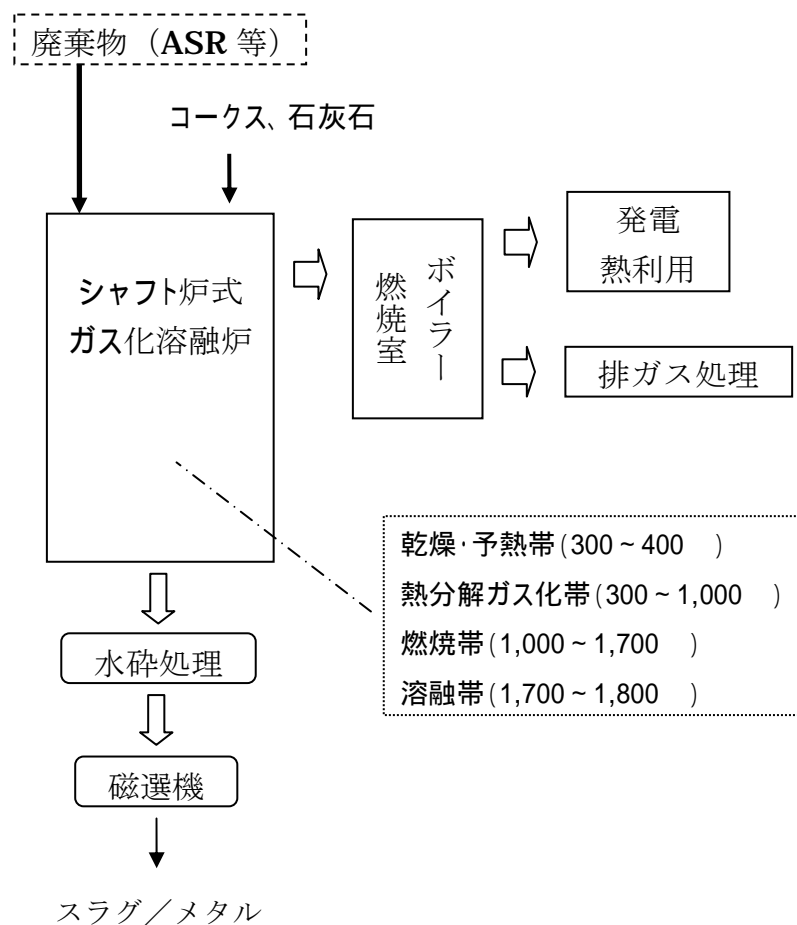 廃棄物（ASR 等）
コークス、石灰石
シャフト炉式
ガス化溶融炉
燃焼室
ボイラー
発電
熱利用
排ガス処理
乾燥・予熱帯(300 ~ 400　)
熱分解ガス化帯(300 ~ 1,000　)
燃焼帯(1,000 ~ 1,700　)
溶融帯(1,700 ~ 1,800　)
水砕処理
磁選機
スラグ／メタル